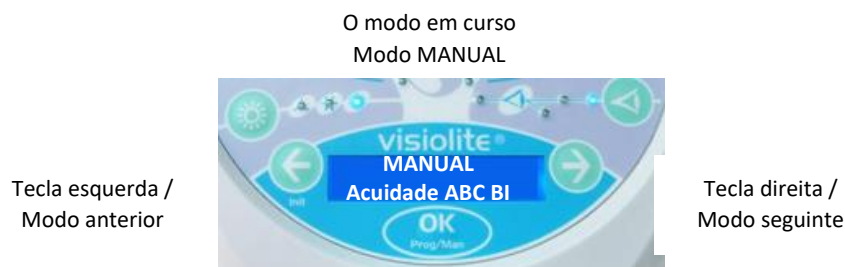 O modo em curso
Modo MANUAL
visiolite®
MANUAL
Acuidade ABC BI
Tecla esquerda /
Modo anterior
Init
OK
Prog/Man
Tecla direita /
Modo seguinte